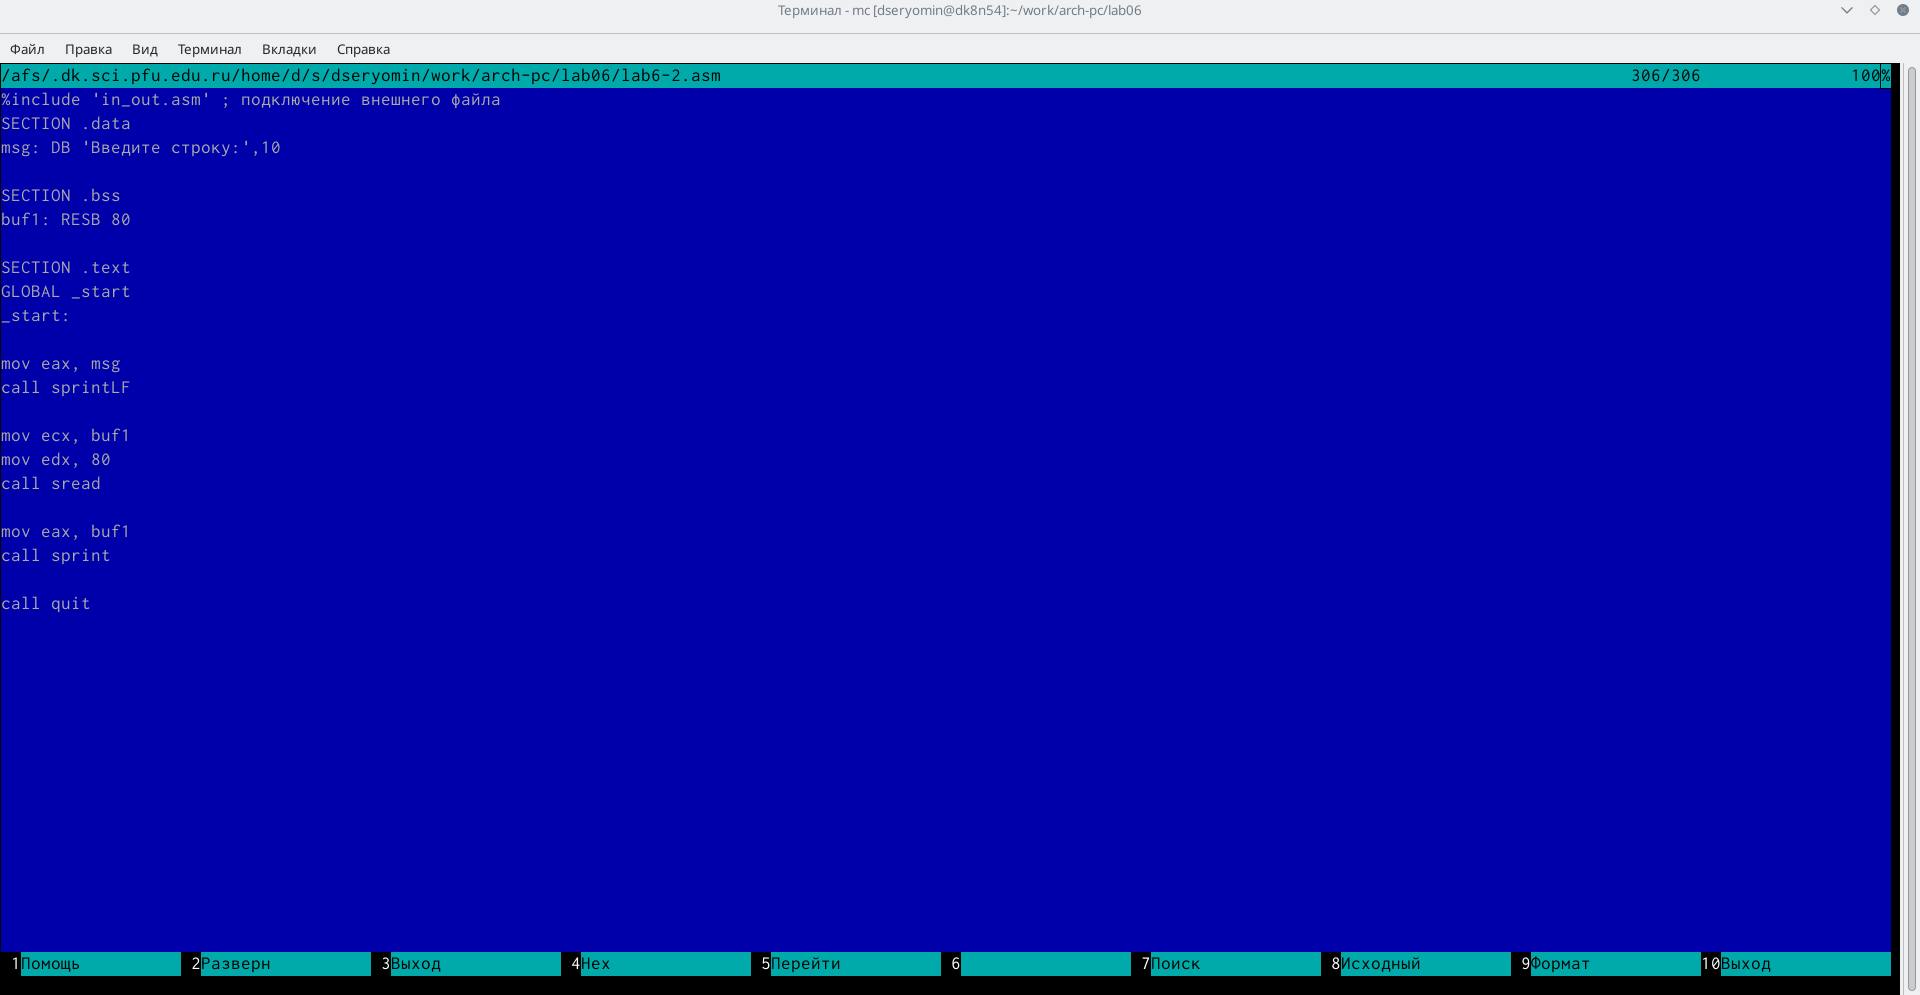 Терминал - mc [dseryomin@dk8n54]:~/work/arch-pc/lab06
Файл Правка Вид Терминал Вкладки Справка
/afs/.dk.sci.pfu.edu.ru/home/d/s/dseryomin/work/arch-pc/lab06/lab6-2.asm 306/306 100%
%include 'in_out.asm' ; подключение внешнего файла
SECTION .data
msg: DB 'Введите строку:',10
SECTION .bss
buf1: RESB 80
SECTION .text
GLOBAL _start
_start:
mov eax, msg
call sprintLF
mov ecx, buf1
mov edx, 80
call sread
mov eax, buf1
call sprint
call quit
1Помощь 2Разверн 3Выход 4Hex 5Перейти 6 7Поиск 8Исходный 9Формат 10Выход